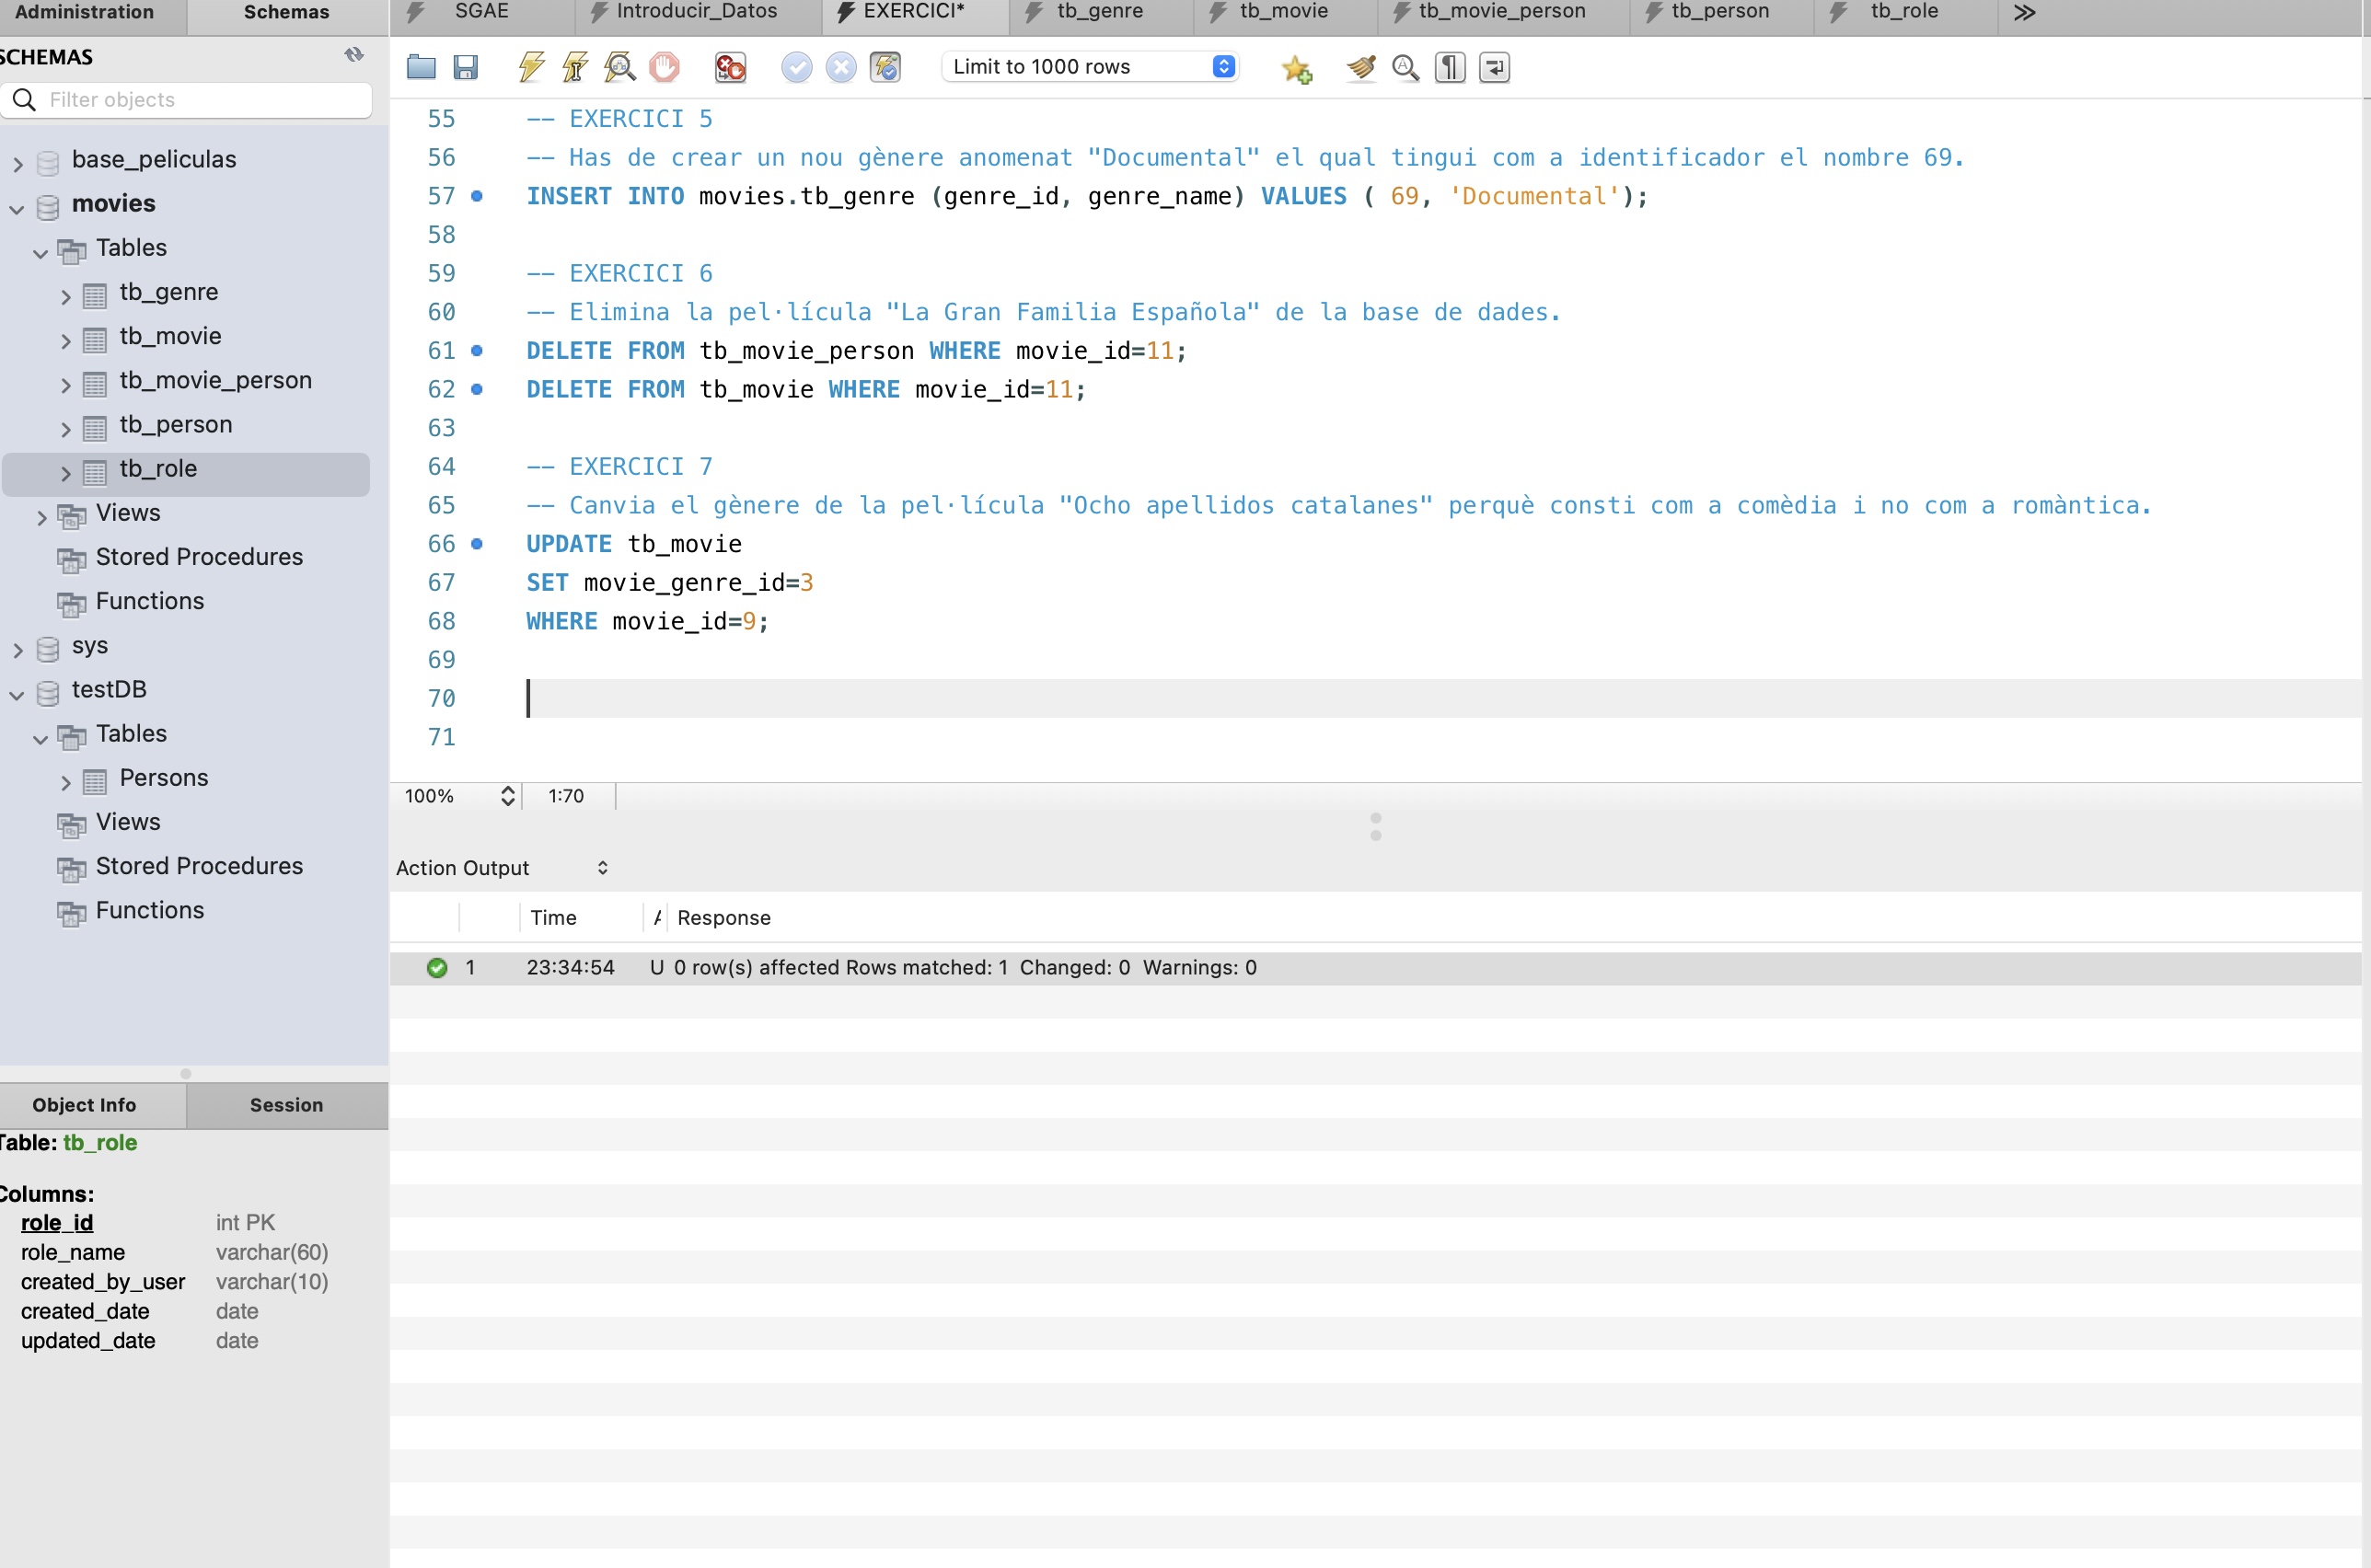 Administration
Schemas
SCHEMAS
Filter objects
base_peliculas
movies
Tables
tb_genre
tb_movie
tb_movie_person
tb_person
tb_role
Views
Stored Procedures
Functions
sys
testDB
Tables
Persons
Views
Stored Procedures
Functions
Object Info
Session
Table: tb_role
Columns:
role_id int PK
role_name varchar(60)
created_by_user varchar(10)
created_date date
updated_date date
SGAE
Introducir_Datos
EXERCICI*
tb_genre
tb_movie
tb_movie_person
tb_person
tb_role
Limit to 1000 rows
55 -- EXERCICI 5
56 -- Has de crear un nou gènere anomenat "Documental" el qual tingui com a identificador el nombre 69.
57 INSERT INTO movies.tb_genre (genre_id, genre_name) VALUES ( 69, 'Documental');
58
59 -- EXERCICI 6
60 -- Elimina la pel·lícula "La Gran Familia Española" de la base de dades.
61 DELETE FROM tb_movie_person WHERE movie_id=11;
62 DELETE FROM tb_movie WHERE movie_id=11;
63
64 -- EXERCICI 7
65 -- Canvia el gènere de la pel·lícula "Ocho apellidos catalanes" perquè consti com a comèdia i no com a romàntica.
66 UPDATE tb_movie
67 SET movie_genre_id=3
68 WHERE movie_id=9;
69
70
71
100% 1:70
Action Output
Time A Response
1 23:34:54 U 0 row(s) affected Rows matched: 1 Changed: 0 Warnings: 0